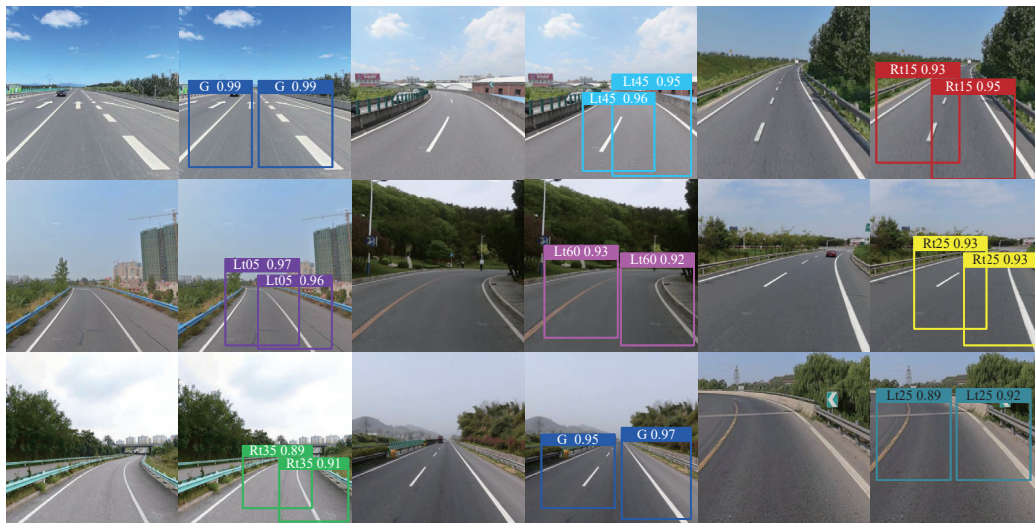 G 0.99
G 0.99
Lt45 0.95
Lt45 0.96
Rt15 0.93
Rt15 0.95
Lt05 0.97
Lt05 0.96
Lt60 0.93
Lt60 0.92
Rt25 0.93
Rt25 0.93
Rt35 0.89
Rt35 0.91
G 0.95
G 0.97
Lt25 0.89
Lt25 0.92